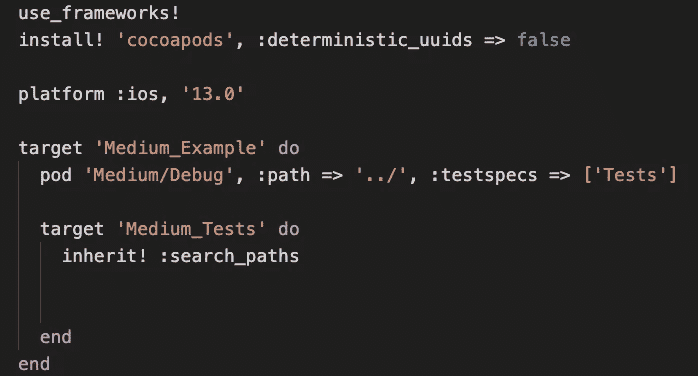 use_frameworks!
install! 'cocoapods', :deterministic_uuids => false
platform :ios, '13.0'
target 'Medium_Example' do
pod 'Medium/Debug', :path => '../', :testspecs => ['Tests']
target 'Medium_Tests' do
inherit! :search_paths
end
end